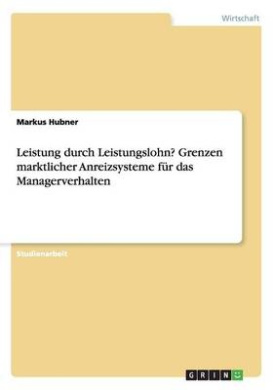 Wirtschaft
Markus Hubner
Leistung durch Leistungslohn? Grenzen
marktlicher Anreizsysteme für das
Managerverhalten
Studienarbeit
GRIN